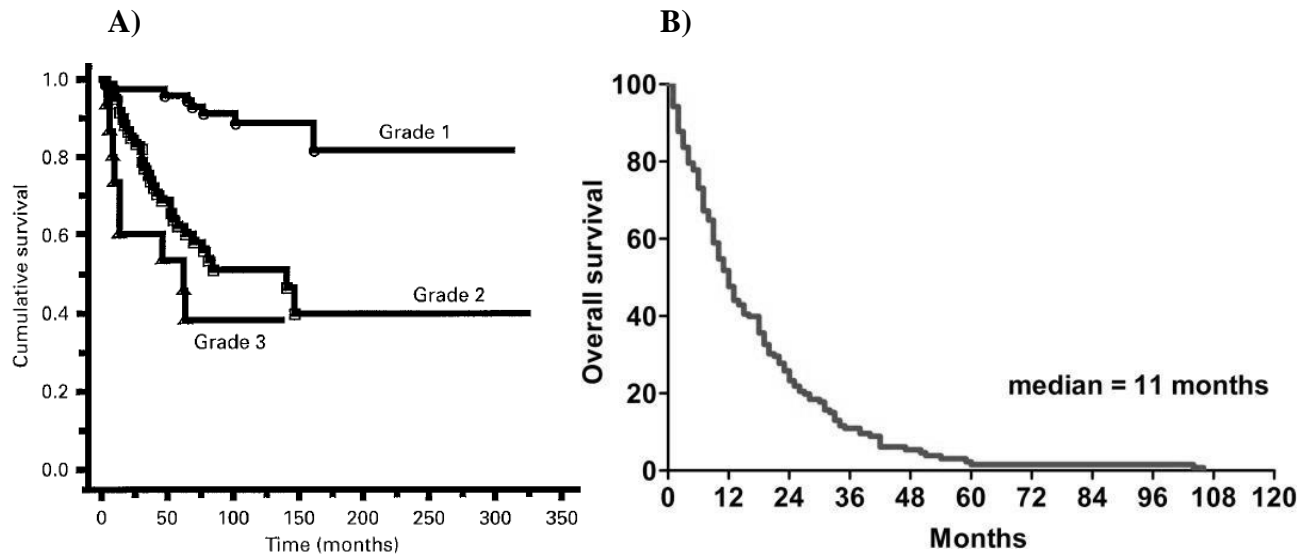 A)
Cumulative survival
1.0
0.8
0.6
0.4
0.2
0.0
Grade 1
Grade 2
Grade 3
0 50 100 150 200 250 300 350
Time (months)
B)
Overall survival
100
80
60
40
20
0
median = 11 months
0 12 24 36 48 60 72 84 96 108 120
Months